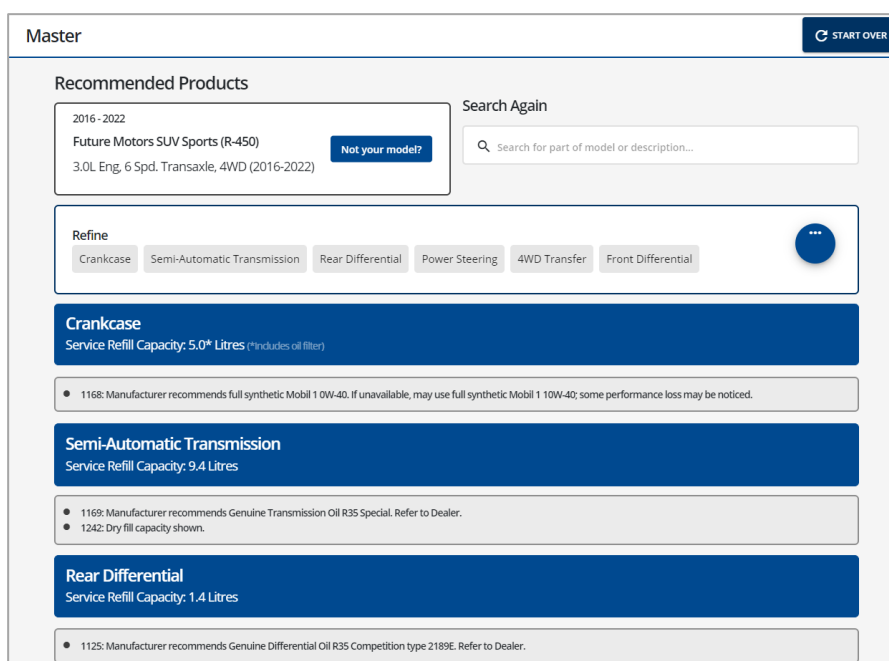 Master
START OVER
Recommended Products
2016 - 2022
Future Motors SUV Sports (R-450)
3.0L Eng, 6 Spd. Transaxle, 4WD (2016-2022)
Not your model?
Search Again
Search for part of model or description...
Refine
Crankcase Semi-Automatic Transmission Rear Differential Power Steering 4WD Transfer Front Differential
Crankcase
Service Refill Capacity: 5.0* Litres (*Includes oil filter)
1168: Manufacturer recommends full synthetic Mobil 1 0W-40. If unavailable, may use full synthetic Mobil 1 10W-40; some performance loss may be noticed.
Semi-Automatic Transmission
Service Refill Capacity: 9.4 Litres
1169: Manufacturer recommends Genuine Transmission Oil R35 Special. Refer to Dealer.
1242: Dry fill capacity shown.
Rear Differential
Service Refill Capacity: 1.4 Litres
1125: Manufacturer recommends Genuine Differential Oil R35 Competition type 2189E. Refer to Dealer.